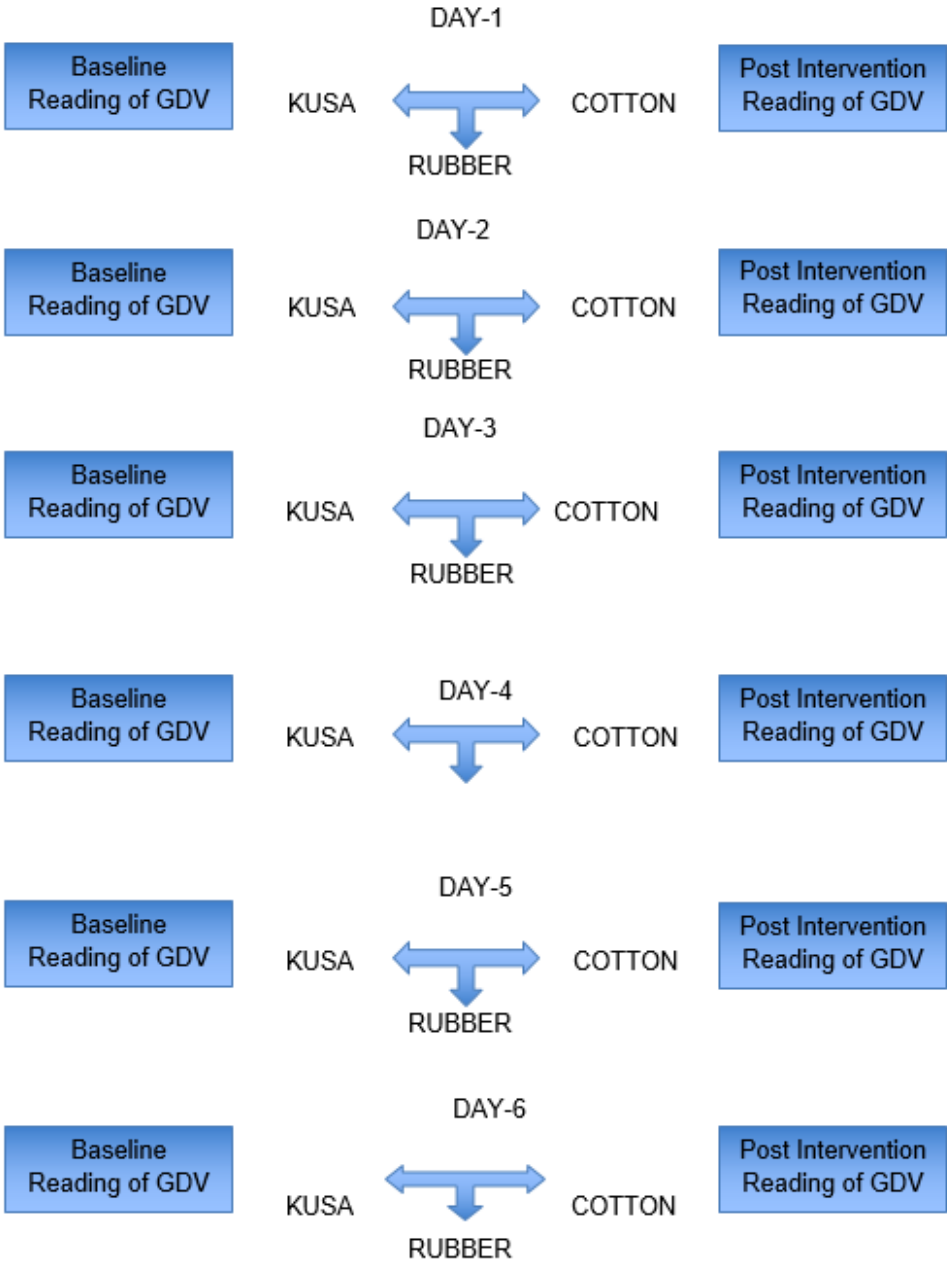 DAY-1
Baseline
Reading of GDV
KUSA
COTTON
RUBBER
Post Intervention
Reading of GDV
DAY-2
Baseline
Reading of GDV
KUSA
COTTON
RUBBER
Post Intervention
Reading of GDV
DAY-3
Baseline
Reading of GDV
KUSA
COTTON
RUBBER
Post Intervention
Reading of GDV
DAY-4
Baseline
Reading of GDV
KUSA
COTTON
Post Intervention
Reading of GDV
DAY-5
Baseline
Reading of GDV
KUSA
COTTON
RUBBER
Post Intervention
Reading of GDV
DAY-6
Baseline
Reading of GDV
KUSA
COTTON
RUBBER
Post Intervention
Reading of GDV